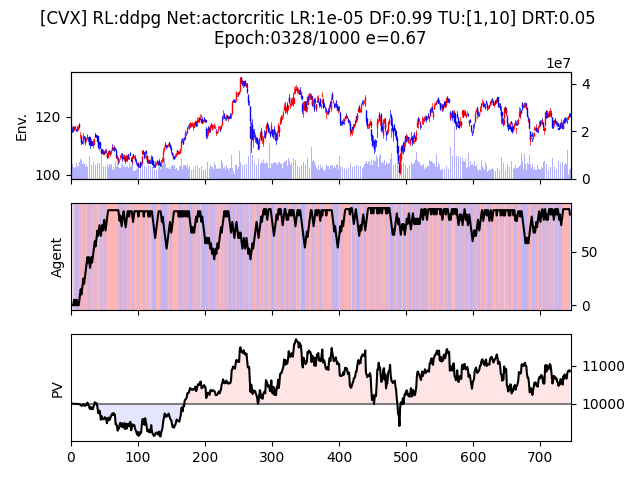 [CVX] RL:ddpg Net:actorcritic LR:1e-05 DF:0.99 TU:[1,10] DRT:0.05
Epoch:0328/1000 e=0.67
1e7
Env.
120
100
4
2
0
Agent
50
0
PV
11000
10000
0
100
200
300
400
500
600
700